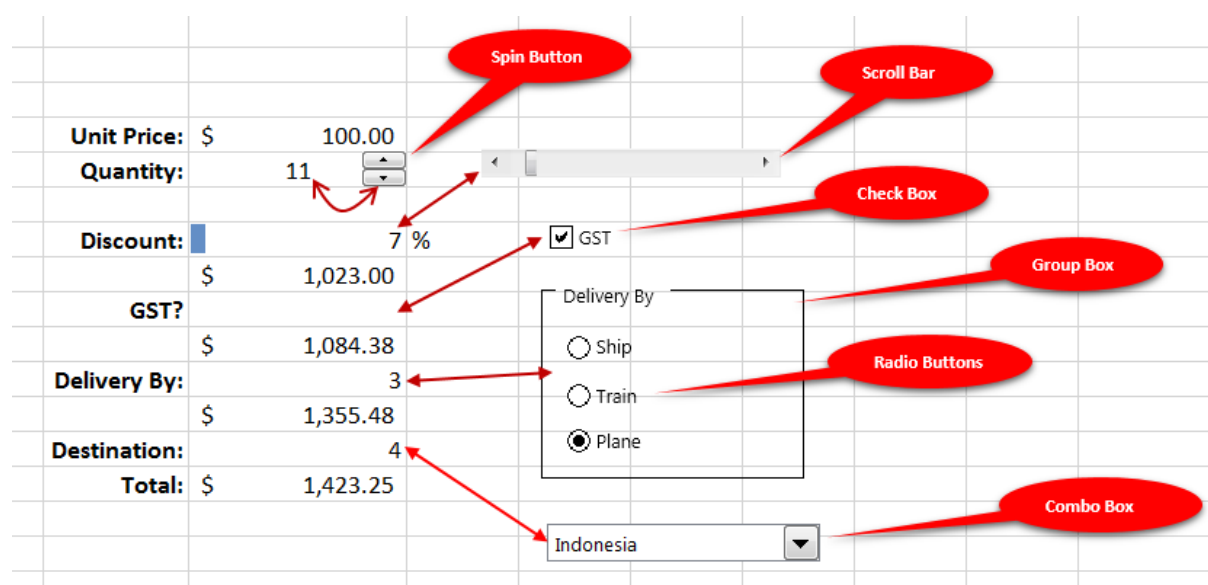 Spin Button
Scroll Bar
Unit Price: $ 100.00
Quantity: 11
Check Box
Discount: 7 %
GST
$ 1,023.00
Group Box
Delivery By
GST?
$ 1,084.38
Ship
Radio Buttons
Delivery By: 3
Train
$ 1,355.48
Plane
Destination: 4
Total: $ 1,423.25
Combo Box
Indonesia